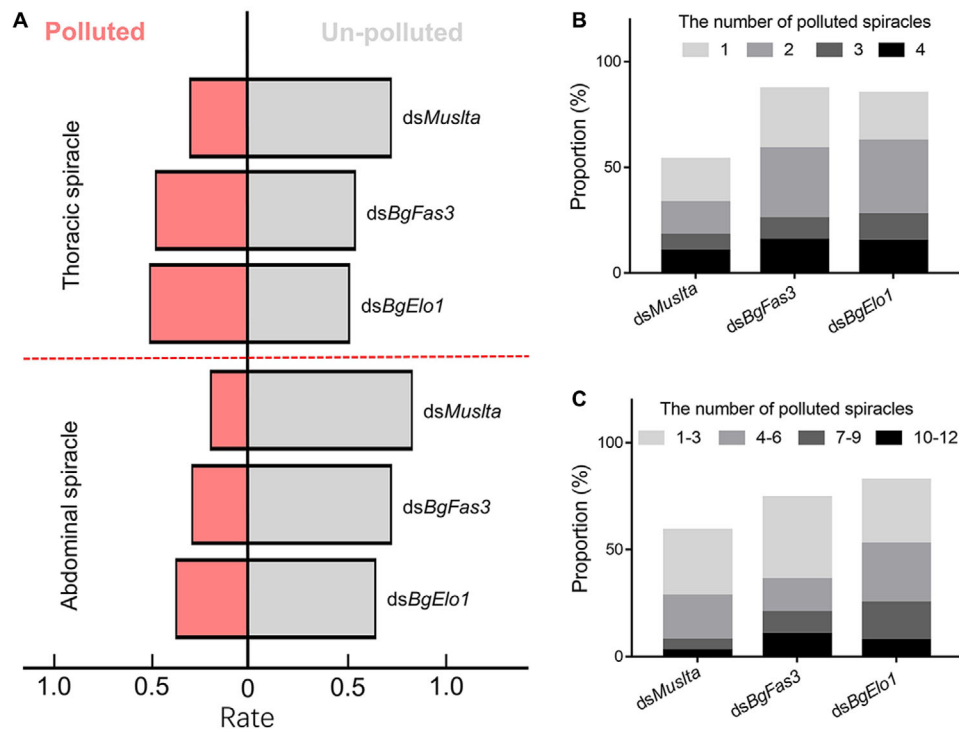 A
Polluted Un-polluted
Thoracic spiracle
dsMuslta
dsBgFas3
dsBgElo1
Abdominal spiracle
dsMuslta
dsBgFas3
dsBgElo1
1.0 0.5 0 0.5 1.0
Rate
B
The number of polluted spiracles
1 2 3 4
Proportion (%)
100
50
0
dsMuslta dsBgFas3 dsBgElo1
C
The number of polluted spiracles
1-3 4-6 7-9 10-12
Proportion (%)
100
50
0
dsMuslta dsBgFas3 dsBgElo1